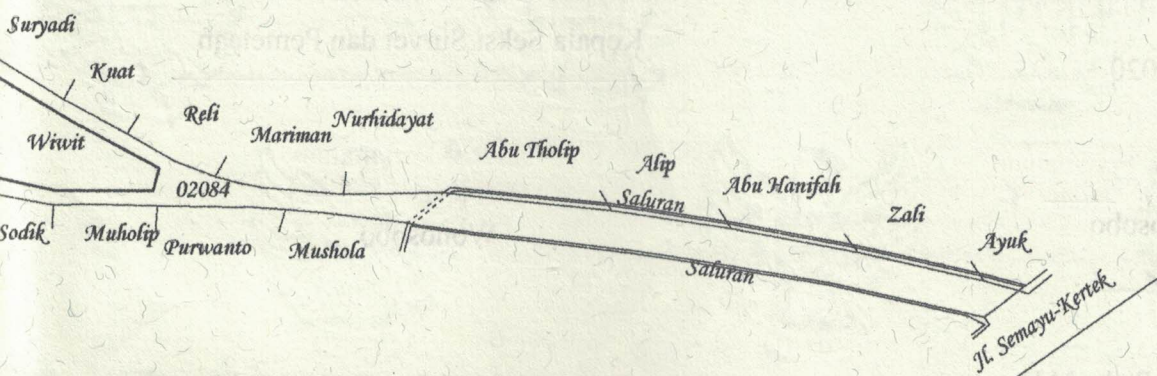 Suryadi
Kuat
Reli
Mariman
Nurhidayat
Wiwit
Abu Tholip
Alip
Saluran
Abu Hanifah
Zali
Ayuk
02084
Sodik
Muholip
Purwanto
Mushola
Saluran
Jl. Semayu-Kertek